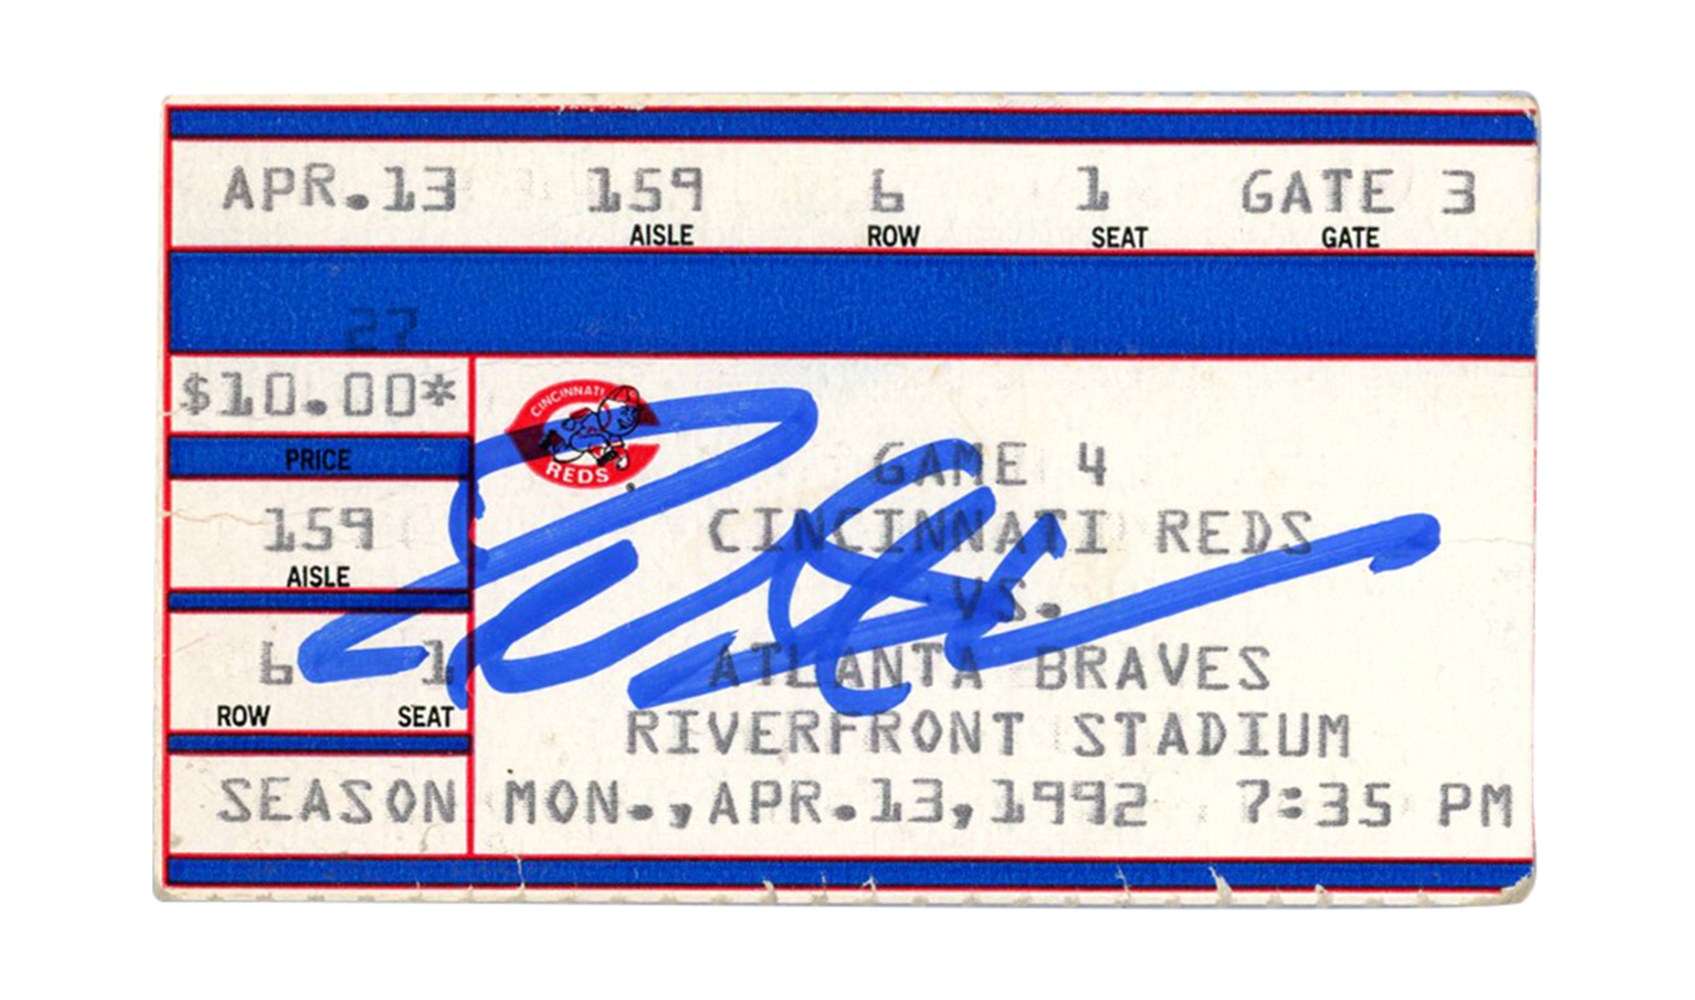 APR.13 159 6 1 GATE 3
AISLE ROW SEAT GATE
27
$10.00*
PRICE
CINCINNATI
REDS
GAME 4
CINCINNATI REDS
VS.
ATLANTA BRAVES
RIVERFRONT STADIUM
MON.,APR.13,1992 7:35 PM
159
AISLE
6 1
ROW SEAT
SEASON